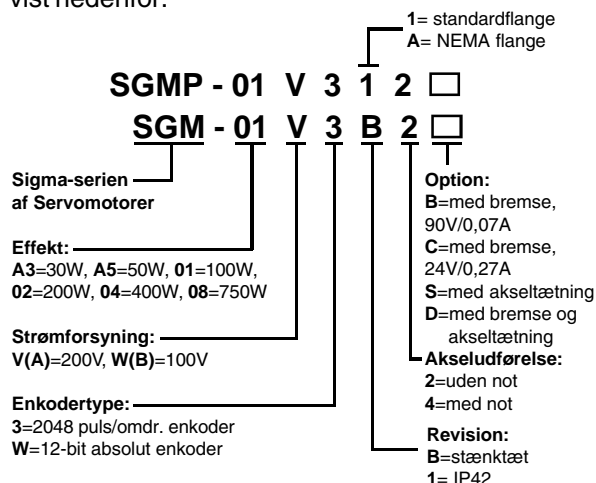 vist nedenfor:
1= standardflange
A= NEMA flange
SGMP - 01 V 3 1 2 □
SGM - 01 V 3 B 2 □
Sigma-serien
af Servomotorer
Effekt:
A3=30W, A5=50W, 01=100W,
02=200W, 04=400W, 08=750W
Strømforsyning:
V(A)=200V, W(B)=100V
Enkodertype:
3=2048 puls/omdr. enkoder
W=12-bit absolut enkoder
Option:
B=med bremse,
90V/0,07A
C=med bremse,
24V/0,27A
S=med akseltætning
D=med bremse og
akseltætning
Akseludførelse:
2=uden not
4=med not
Revision:
B=stænktæt
1= IP42